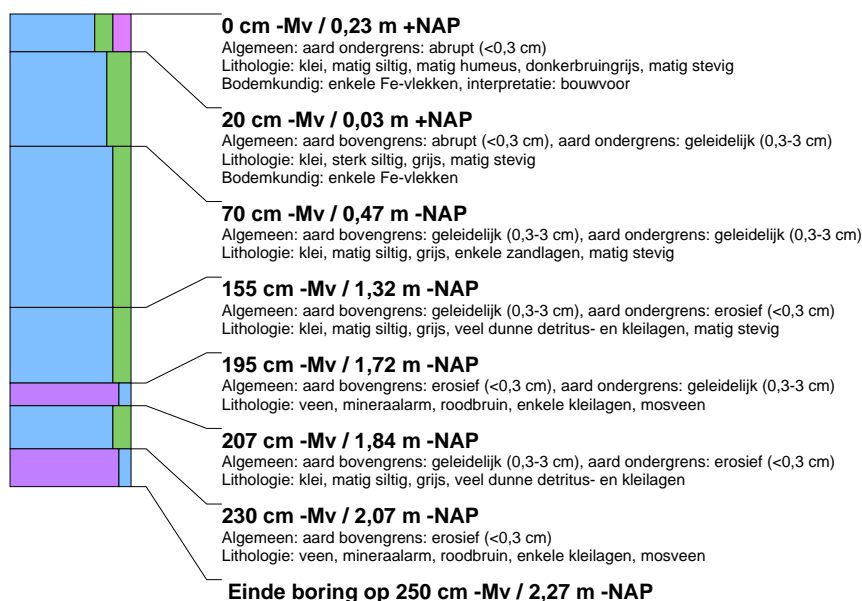 0 cm -Mv / 0,23 m +NAP
Algemeen: aard ondergrens: abrupt (<0,3 cm)
Lithologie: klei, matig siltig, matig humeus, donkerbruingrijs, matig stevig
Bodemkundig: enkele Fe-vlekken, interpretatie: bouwvoor
20 cm -Mv / 0,03 m +NAP
Algemeen: aard bovengrens: abrupt (<0,3 cm), aard ondergrens: geleidelijk (0,3-3 cm)
Lithologie: klei, sterk siltig, grijs, matig stevig
Bodemkundig: enkele Fe-vlekken
70 cm -Mv / 0,47 m -NAP
Algemeen: aard bovengrens: geleidelijk (0,3-3 cm), aard ondergrens: geleidelijk (0,3-3 cm)
Lithologie: klei, matig siltig, grijs, enkele zandlagen, matig stevig
155 cm -Mv / 1,32 m -NAP
Algemeen: aard bovengrens: geleidelijk (0,3-3 cm), aard ondergrens: erosief (<0,3 cm)
Lithologie: klei, matig siltig, grijs, veel dunne detritus- en kleilagen, matig stevig
195 cm -Mv / 1,72 m -NAP
Algemeen: aard bovengrens: erosief (<0,3 cm), aard ondergrens: geleidelijk (0,3-3 cm)
Lithologie: veen, mineraalarm, roodbruin, enkele kleilagen, mosveen
207 cm -Mv / 1,84 m -NAP
Algemeen: aard bovengrens: geleidelijk (0,3-3 cm), aard ondergrens: erosief (<0,3 cm)
Lithologie: klei, matig siltig, grijs, veel dunne detritus- en kleilagen
230 cm -Mv / 2,07 m -NAP
Algemeen: aard bovengrens: erosief (<0,3 cm)
Lithologie: veen, mineraalarm, roodbruin, enkele kleilagen, mosveen
Einde boring op 250 cm -Mv / 2,27 m -NAP